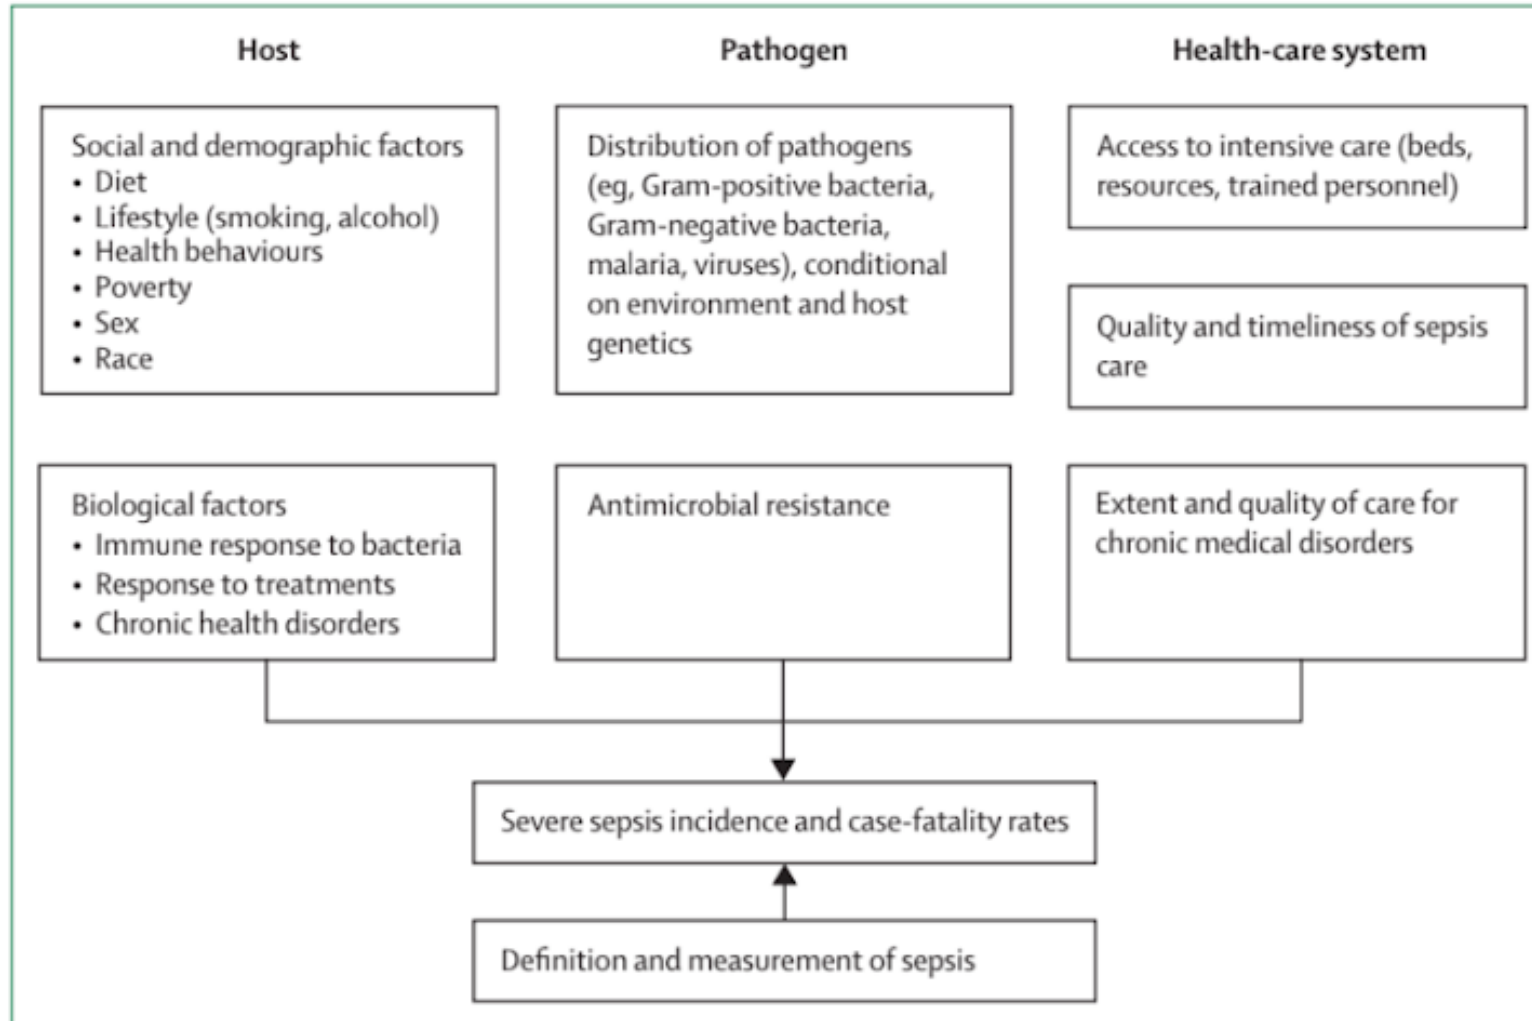 Host
Social and demographic factors
• Diet
• Lifestyle (smoking, alcohol)
• Health behaviours
• Poverty
• Sex
• Race
Biological factors
• Immune response to bacteria
• Response to treatments
• Chronic health disorders
Pathogen
Distribution of pathogens
(eg, Gram-positive bacteria,
Gram-negative bacteria,
malaria, viruses), conditional
on environment and host
genetics
Antimicrobial resistance
Health-care system
Access to intensive care (beds,
resources, trained personnel)
Quality and timeliness of sepsis
care
Extent and quality of care for
chronic medical disorders
Severe sepsis incidence and case-fatality rates
Definition and measurement of sepsis